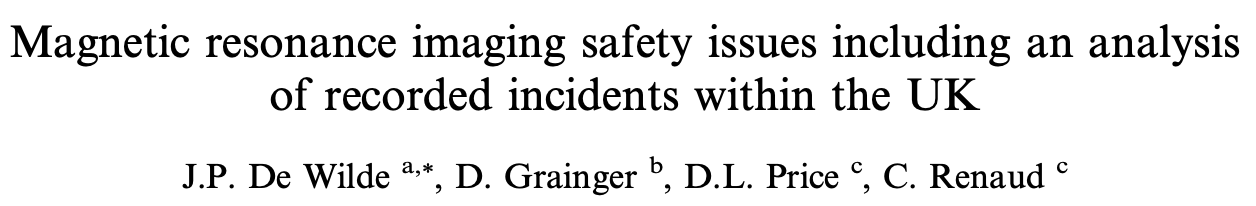 Magnetic resonance imaging safety issues including an analysis
of recorded incidents within the UK
J.P. De Wilde a,*, D. Grainger b, D.L. Price c, C. Renaud c